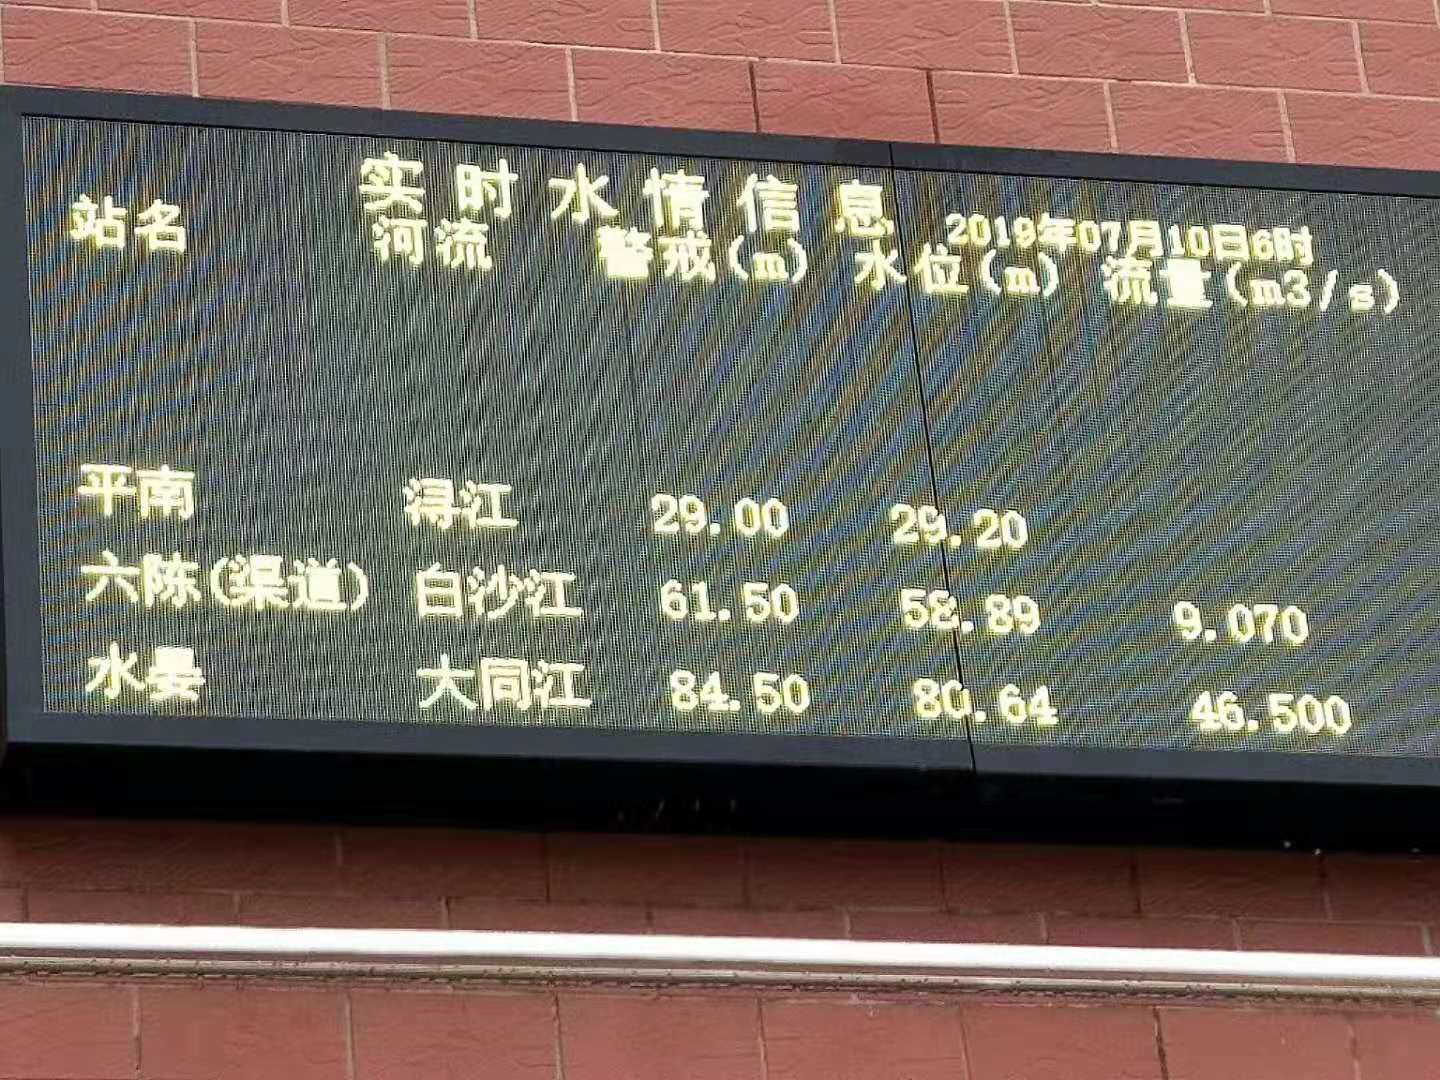 实时水情信息 2019年07月10日6时
站名 河流 警戒(m) 水位(m) 流量(m3/s)
平南 浔江 29.00 29.20
六陈(渠道) 白沙江 61.50 58.89 9.070
水晏 大同江 84.50 80.64 46.500